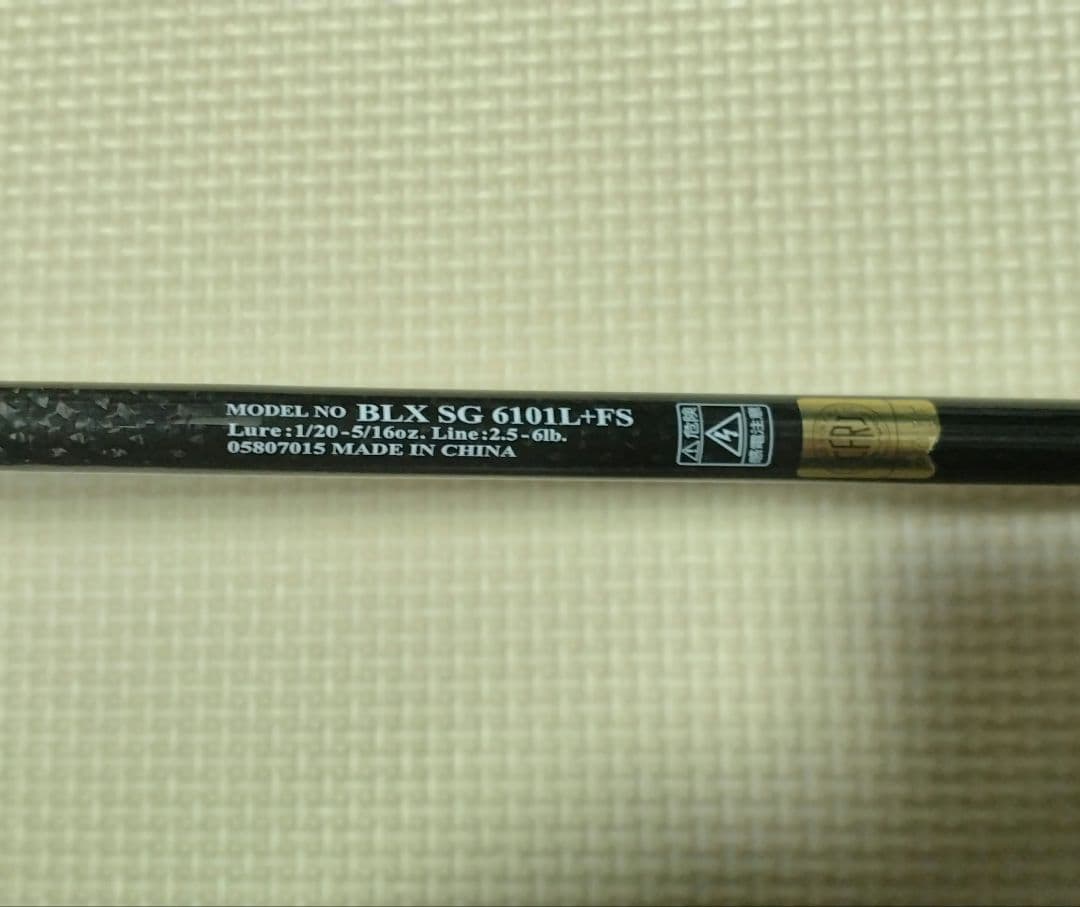 MODEL NO BLX SG 6101L+FS
Lure:1/20-5/16oz. Line:2.5-6lb.
05807015 MADE IN CHINA
危険
感電注意